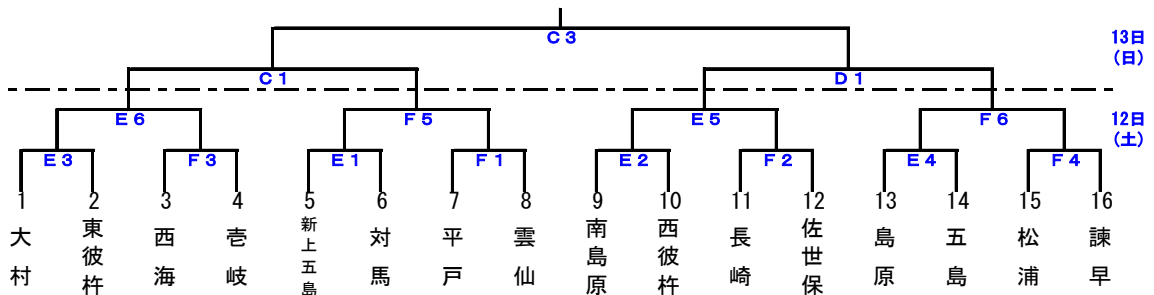 C3
13日
(日)
C1
D1
E6
F5
E5
F6
12日
(土)
E3
F3
E1
F1
E2
F2
E4
F4
1 2 3 4 5 6 7 8 9 10 11 12 13 14 15 16
大村
東彼杵
西海
壱岐
新上五島
対馬
平戸
雲仙
南島原
西彼杵
長崎
佐世保
島原
五島
松浦
諫早